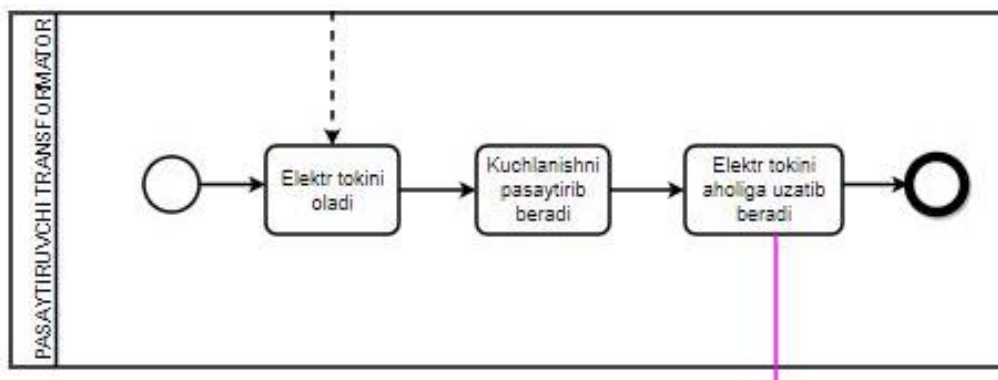 PASAYTIRUVCHI TRANSFORMATOR
Elektr tokini
oladi
Kuchlanishni
pasaytirib
beradi
Elektr tokini
aholiga uzatib
beradi